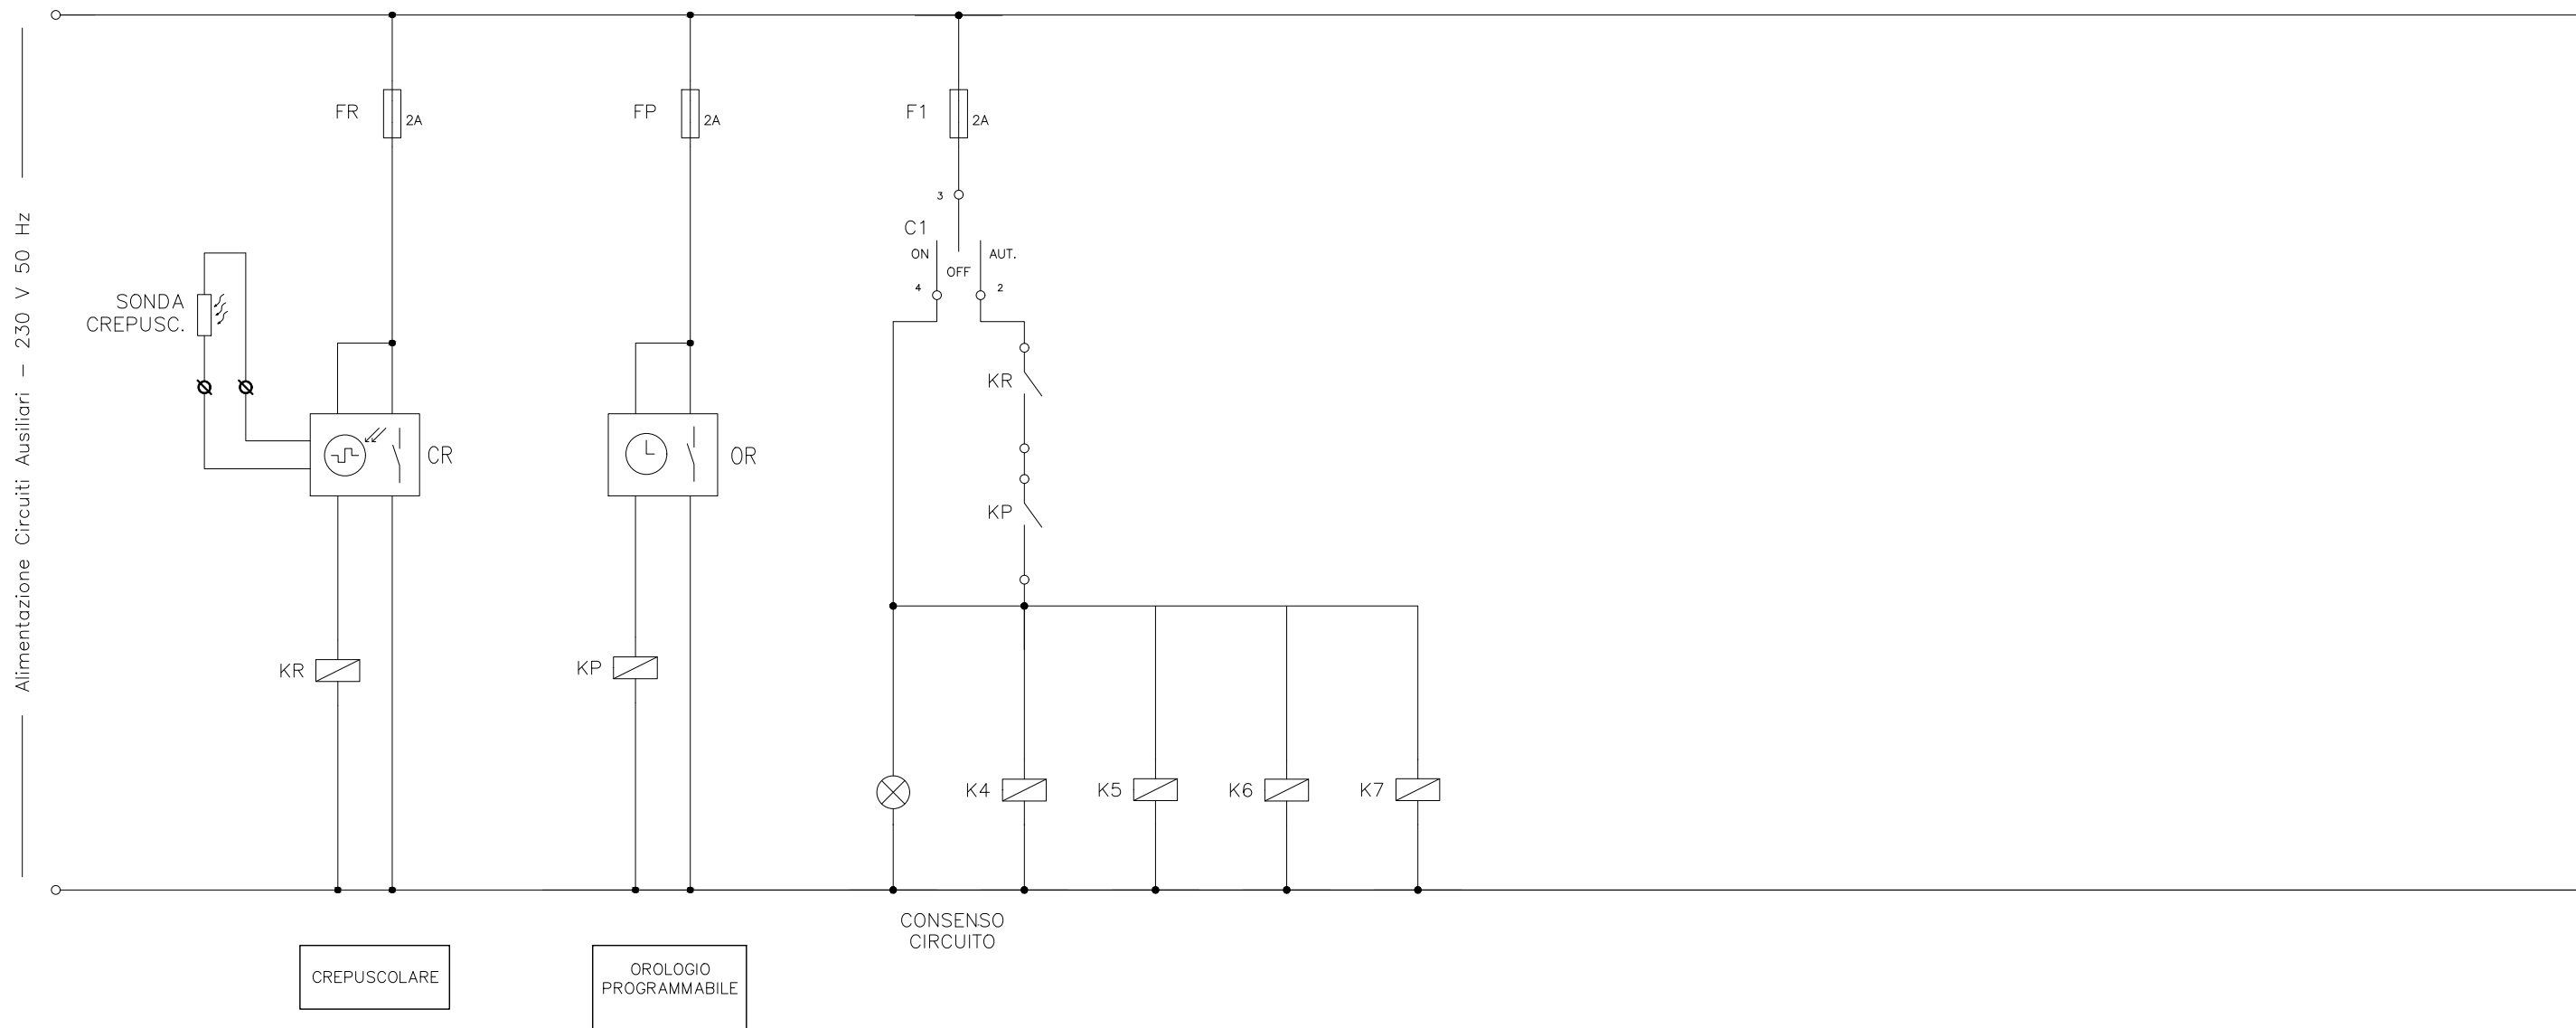 Alimentazione Circuiti Ausiliari - 230 V 50 Hz
FR
2A
FP
2A
F1
2A
3
C1
ON
OFF
AUT.
4
2
SONDA
CREPUSC.
KR
CR
OR
KP
KR
KP
K4
K5
K6
K7
CONSENSO
CIRCUITO
CREPUSCOLARE
OROLOGIO
PROGRAMMABILE